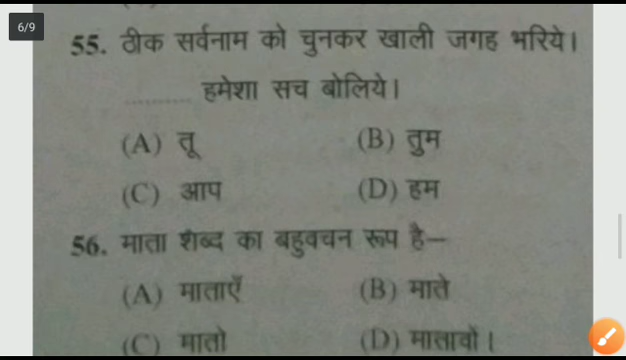 6/9
55. ठीक सर्वनाम को चुनकर खाली जगह भरिये।
.......... हमेशा सच बोलिये।
(A) तू (B) तुम
(C) आप (D) हम
56. माता शब्द का बहुवचन रूप है–
(A) माताएँ (B) माते
(C) मातो (D) मातावों।